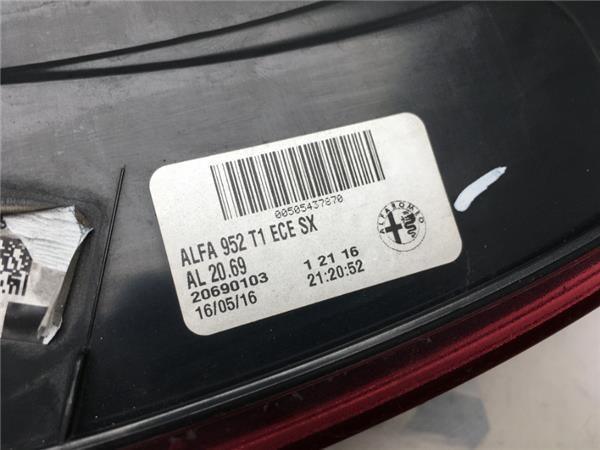 00505437870
ALFA 952 T1 ECE SX
AL 20.69
20690103 1 21 16
16/05/16 21:20:52
ALFA ROMEO